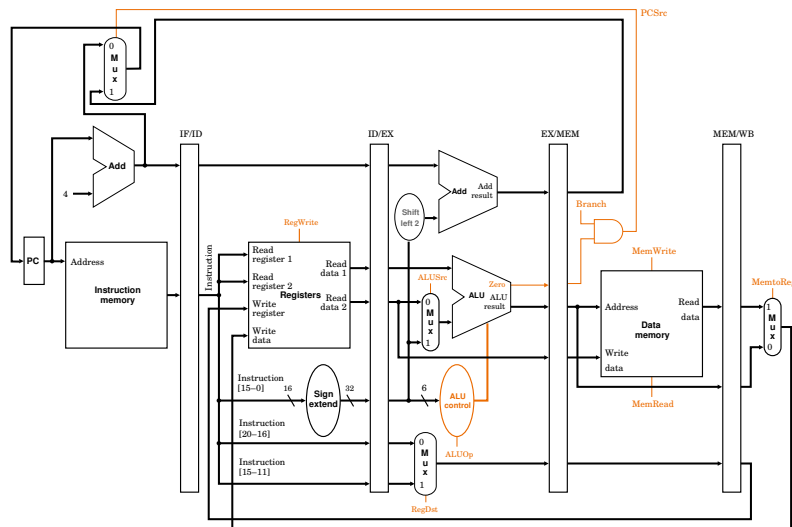 PCSrc
0
M
u
x
1
IF/ID
ID/EX
EX/MEM
MEM/WB
Add
4
Add
Add
result
Shift
left 2
Branch
RegWrite
PC
Address
Instruction
memory
Instruction
Read
register 1
Read
register 2
Write
register
Write
data
Registers
Read
data 1
Read
data 2
ALUSrc
0
M
u
x
1
Zero
ALU
ALU
result
MemWrite
Address
Read
data
Data
memory
Write
data
MemRead
MemtoRe
1
M
u
x
0
Instruction
[15–0]
16
Sign
extend
32
6
ALU
control
ALUOp
Instruction
[20–16]
Instruction
[15–11]
0
M
u
x
1
RegDst